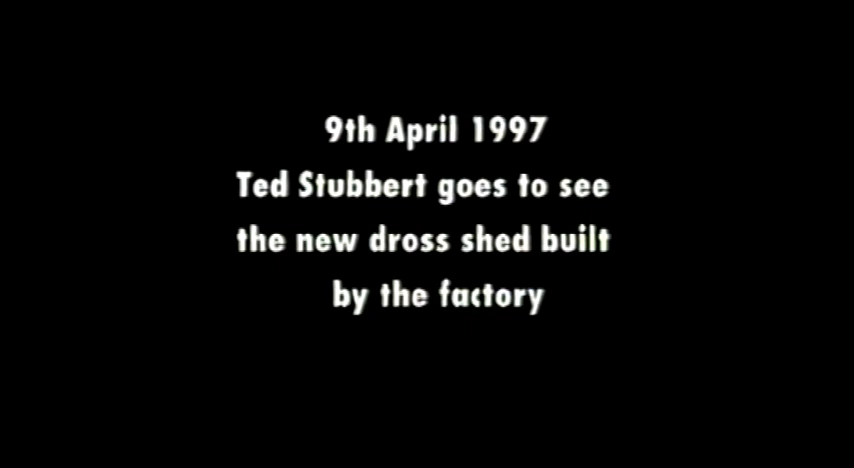 9th April 1997
Ted Stubbert goes to see
the new dross shed built
by the factory